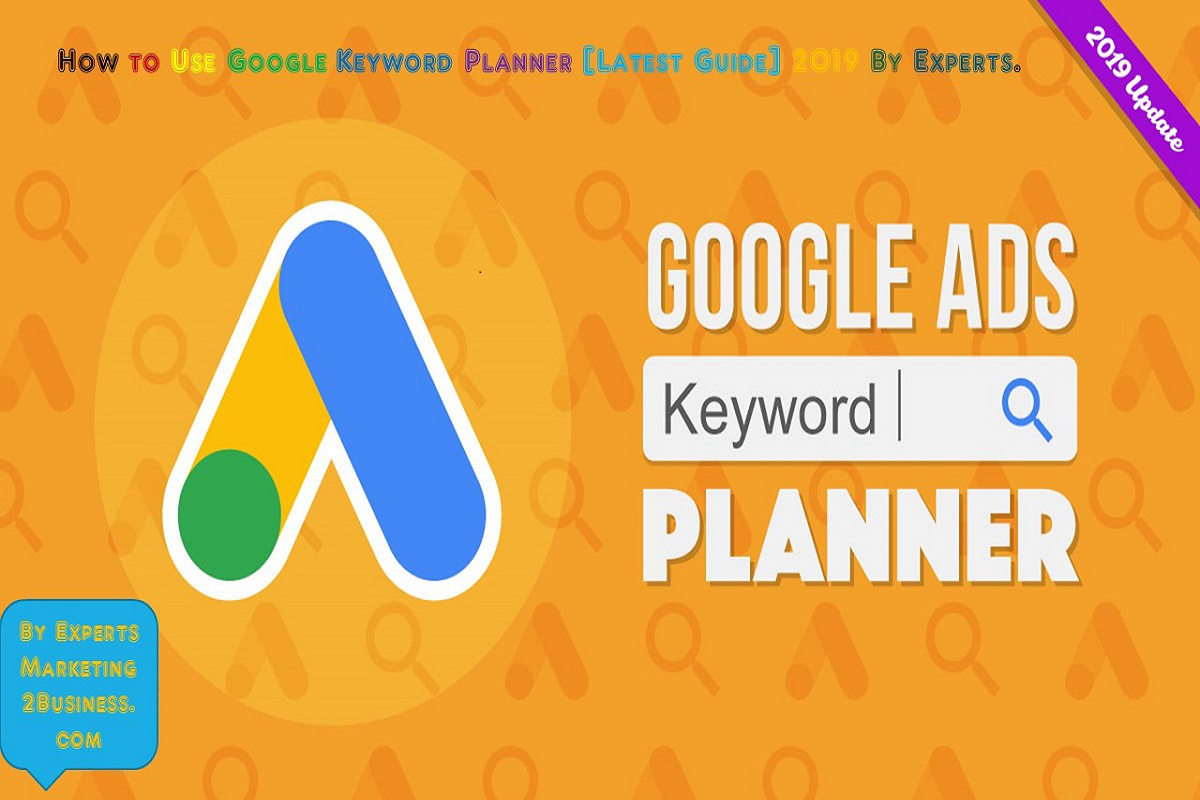 How to Use Google Keyword Planner [Latest Guide] 2019 By Experts.
2019 Update
GOOGLE ADS
Keyword
PLANNER
By Experts
Marketing
2Business.
com